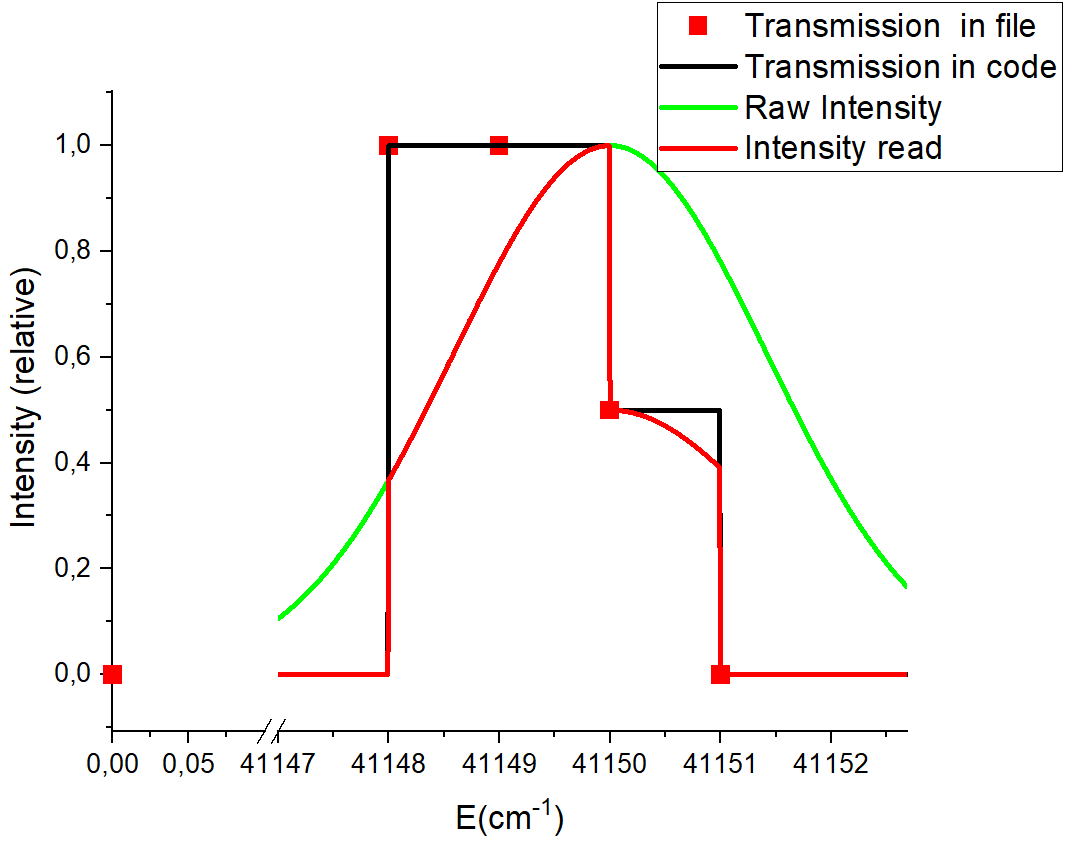 Transmission  in file
Transmission in code
Raw Intensity
Intensity read
1,0
0,8
0,6
0,4
0,2
0,0
Intensity (relative)
0,00 0,05 41147 41148 41149 41150 41151 41152
E(cm⁻¹)